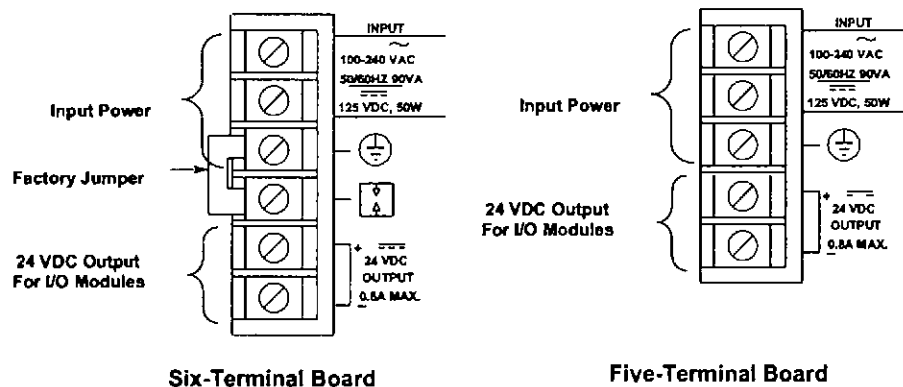 INPUT
100-240 VAC
50/60HZ 90VA
125 VDC, 50W
Input Power
Factory Jumper
24 VDC Output
For I/O Modules
+
24 VDC
OUTPUT
0.8A MAX.
Six-Terminal Board
INPUT
100-240 VAC
50/60HZ 90VA
125 VDC, 50W
Input Power
24 VDC Output
For I/O Modules
+
24 VDC
OUTPUT
0.8A MAX.
Five-Terminal Board